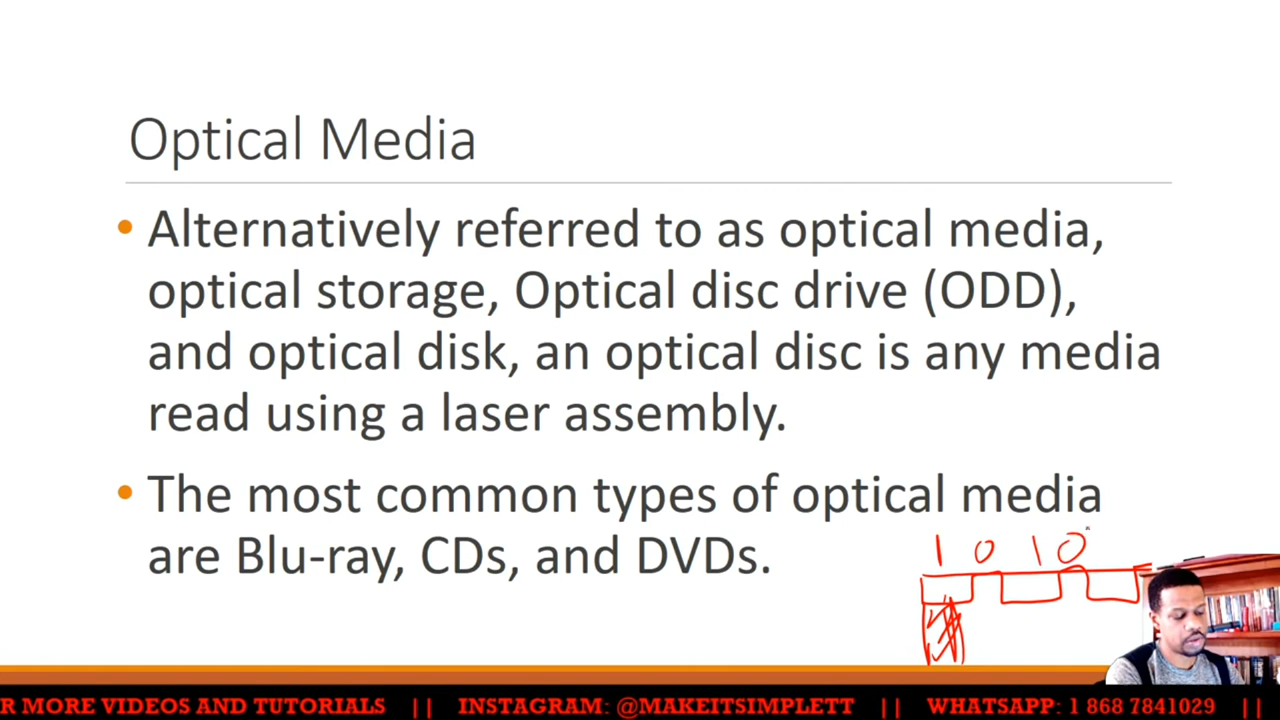 Optical Media
• Alternatively referred to as optical media,
optical storage, Optical disc drive (ODD),
and optical disk, an optical disc is any media
read using a laser assembly.
• The most common types of optical media
are Blu-ray, CDs, and DVDs.
1 0 1 0
R MORE VIDEOS AND TUTORIALS || INSTAGRAM: @MAKEITSIMPLETT || WHATSAPP: 1 868 7841029 ||